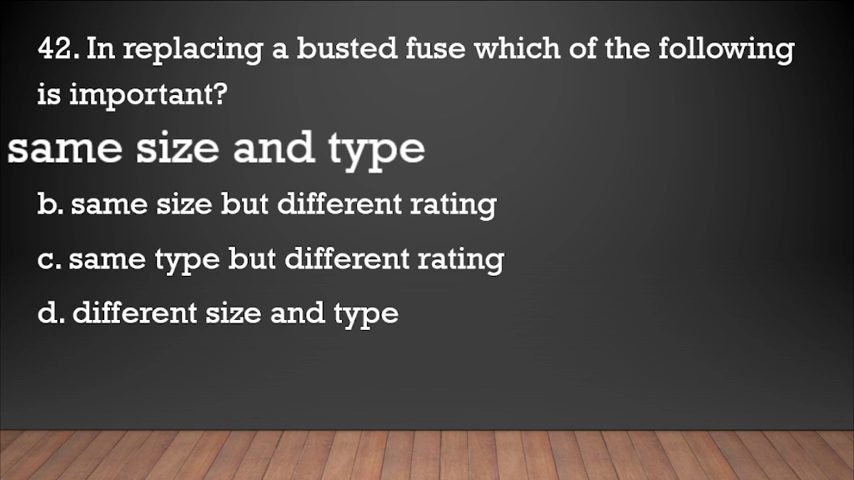 42. In replacing a busted fuse which of the following
is important?
same size and type
b. same size but different rating
c. same type but different rating
d. different size and type